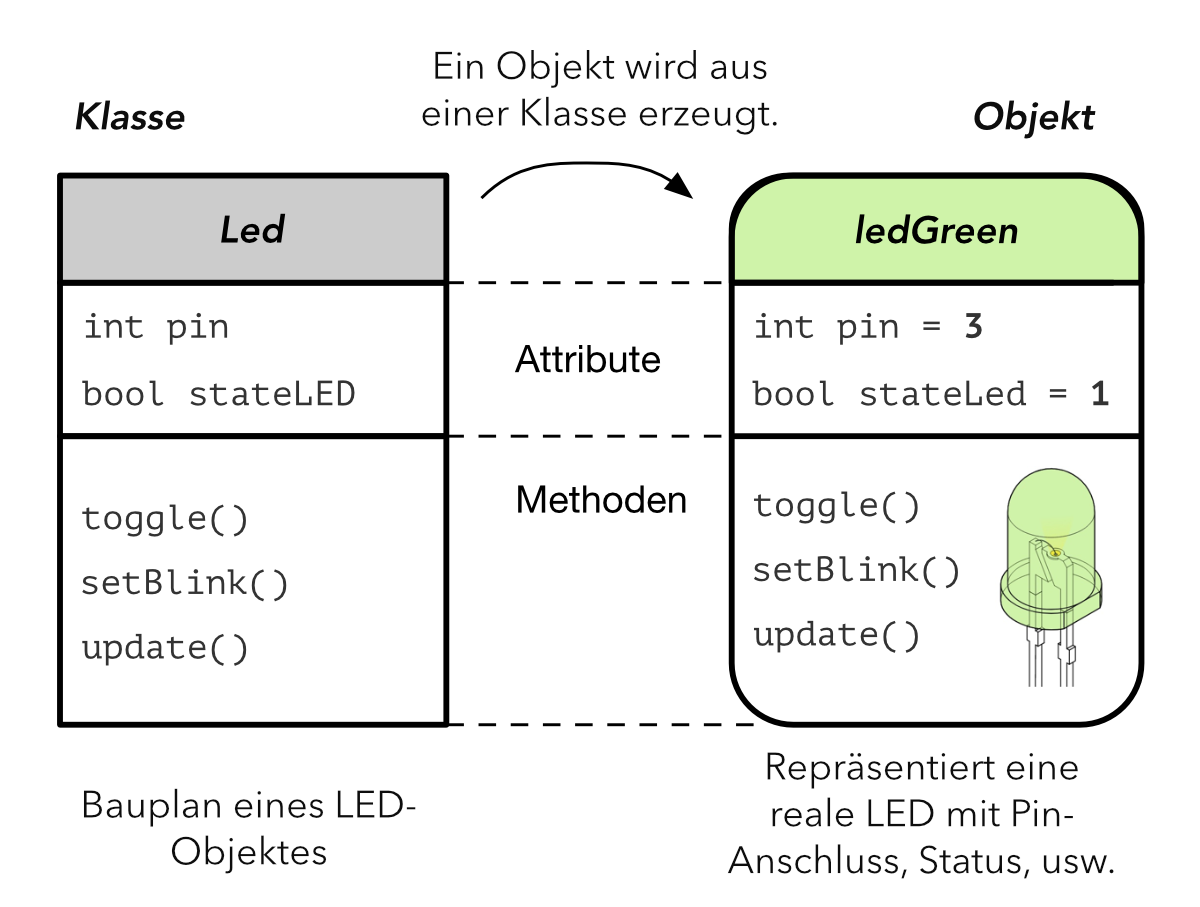 Ein Objekt wird aus
einer Klasse erzeugt.
Klasse
Objekt
Led
ledGreen
int pin
bool stateLED
Attribute
int pin = 3
bool stateLed = 1
toggle()
setBlink()
update()
Methoden
toggle()
setBlink()
update()
Bauplan eines LED-
Objektes
Repräsentiert eine
reale LED mit Pin-
Anschluss, Status, usw.